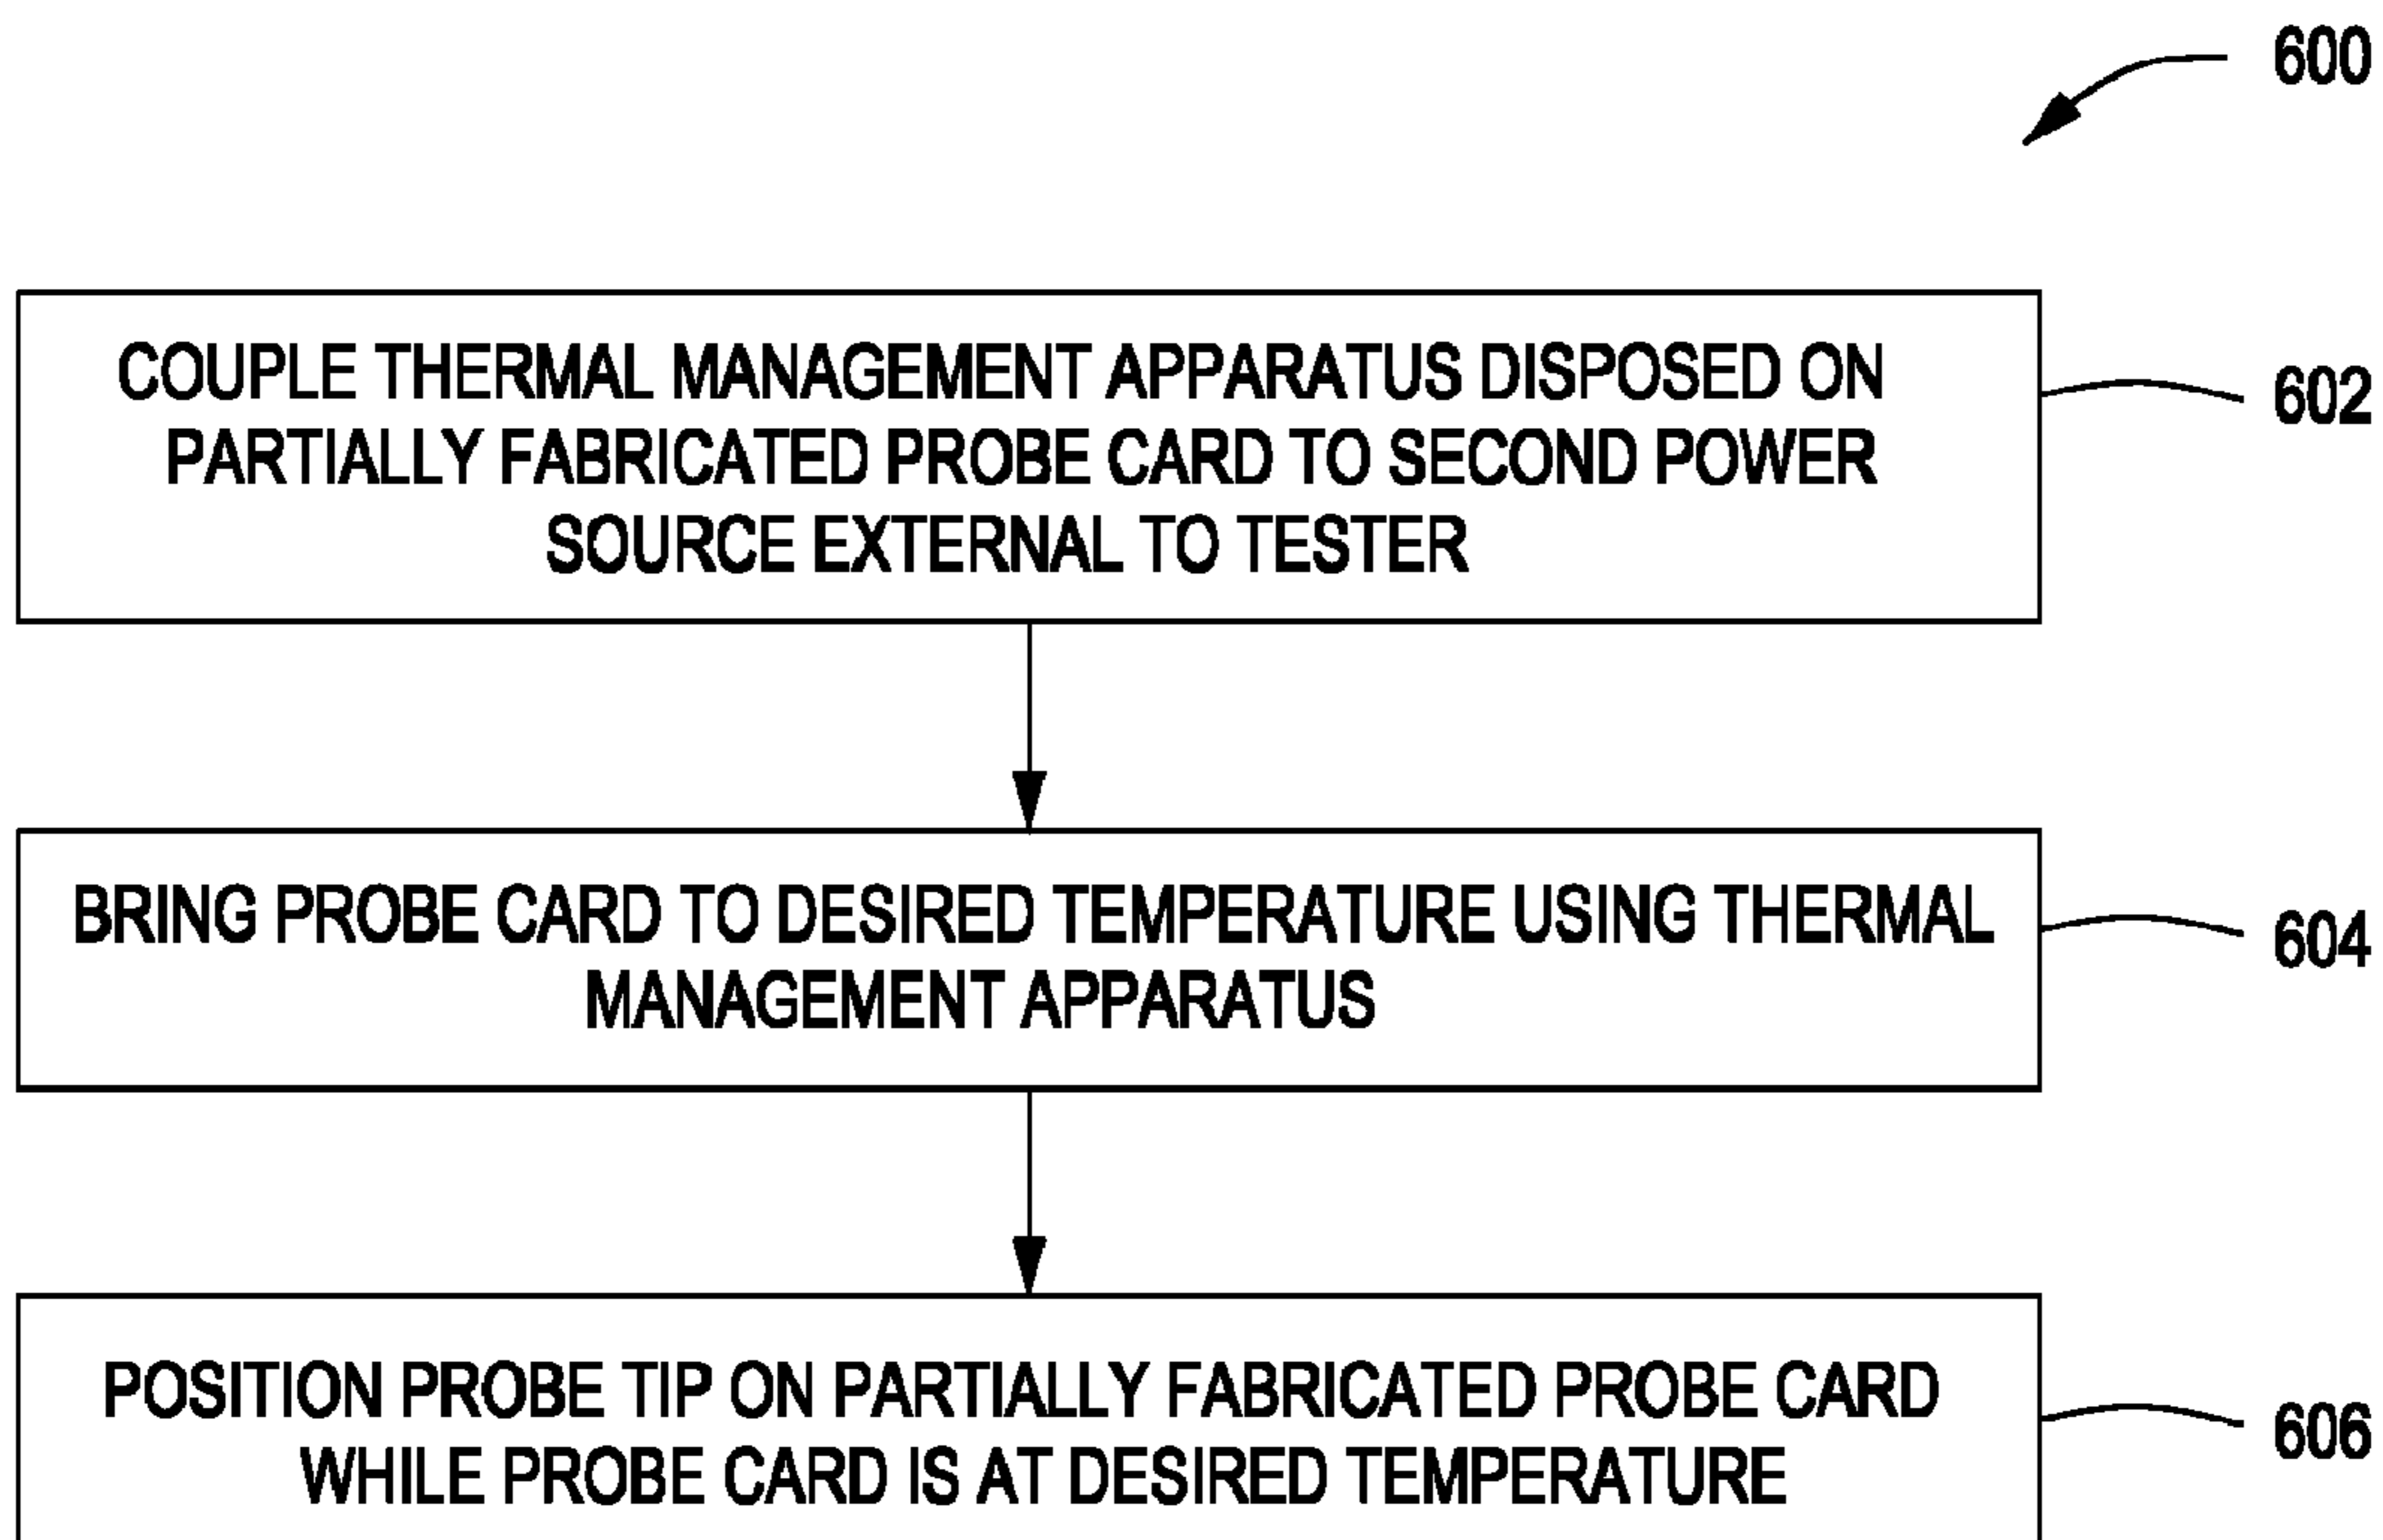 600
COUPLE THERMAL MANAGEMENT APPARATUS DISPOSED ON
PARTIALLY FABRICATED PROBE CARD TO SECOND POWER
SOURCE EXTERNAL TO TESTER
602
BRING PROBE CARD TO DESIRED TEMPERATURE USING THERMAL
MANAGEMENT APPARATUS
604
POSITION PROBE TIP ON PARTIALLY FABRICATED PROBE CARD
WHILE PROBE CARD IS AT DESIRED TEMPERATURE
606